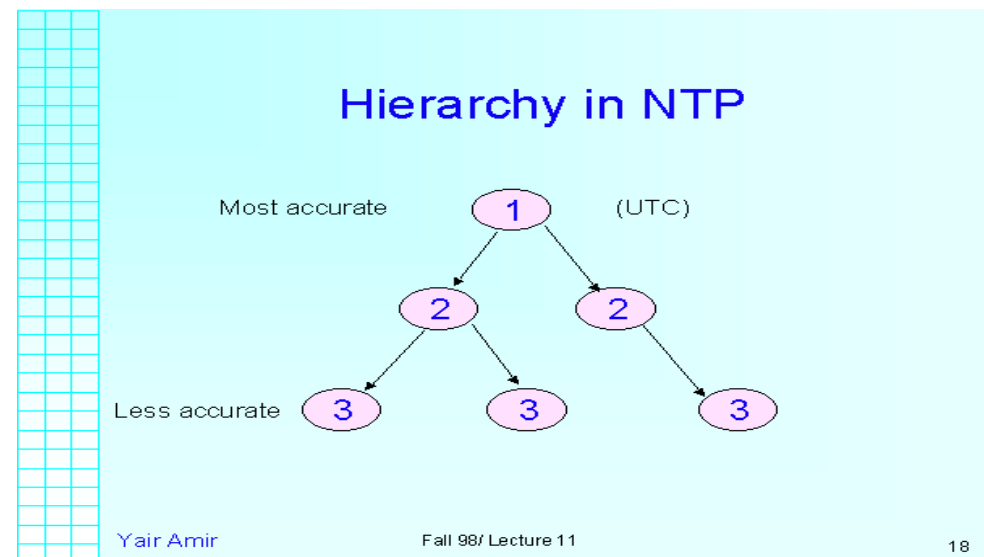 Hierarchy in NTP
Most accurate 1 (UTC)
2 2
Less accurate 3 3 3
Yair Amir Fall 98/ Lecture 11 18